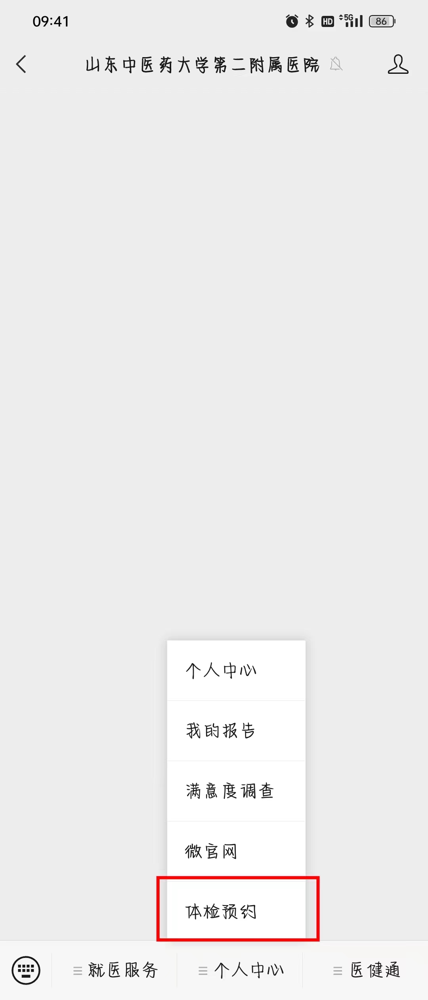 09:41 HD 5G 86
山东中医药大学第二附属医院
个人中心
我的报告
满意度调查
微官网
体检预约
就医服务 个人中心 医健通